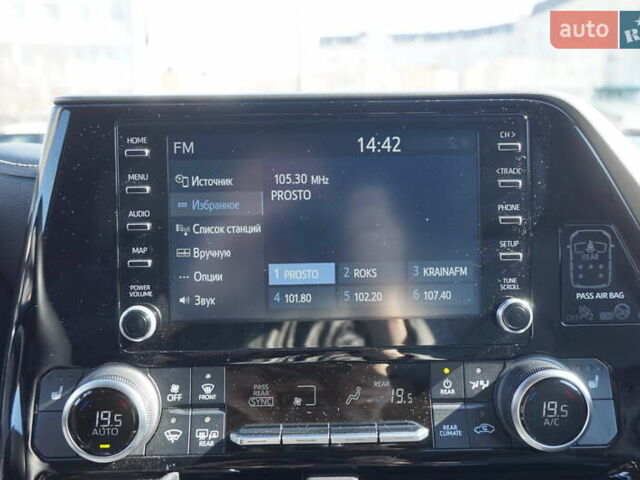 auto
R
HOME
MENU
AUDIO
MAP
POWER
VOLUME
FM
14:42
Источник
Избранное
Список станций
Вручную
Опции
Звук
105.30 MHz
PROSTO
1 PROSTO
2 ROKS
3 KRAINAFM
4 101.80
5 102.20
6 107.40
CH >
< TRACK
PHONE
SETUP
TUNE
SCROLL
REAR
PASS AIR BAG
OFF
19.5
AUTO
OFF
FRONT
REAR
PASS
REAR
SYNC
REAR
19.5
REAR
REAR
CLIMATE
19.5
A/C